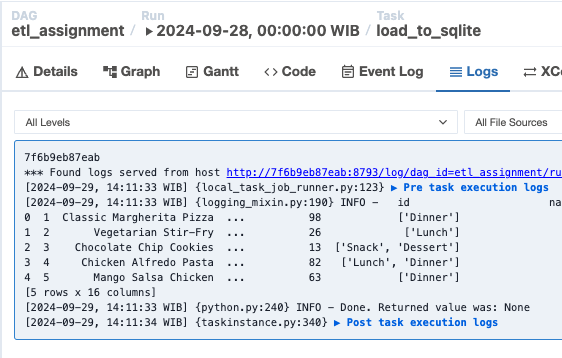 DAG Run Task
etl_assignment / ▶ 2024-09-28, 00:00:00 WIB / load_to_sqlite
Details Graph Gantt Code Event Log Logs XCo
All Levels All File Sources
7f6b9eb87eab
*** Found logs served from host http://7f6b9eb87eab:8793/log/dag_id=etl_assignment/ru
[2024-09-29, 14:11:33 WIB] {local_task_job_runner.py:123} ▶ Pre task execution logs
[2024-09-29, 14:11:33 WIB] {logging_mixin.py:190} INFO -    id                     na
0  1  Classic Margherita Pizza  ...          98             ['Dinner']
1  2       Vegetarian Stir-Fry  ...          26              ['Lunch']
2  3    Chocolate Chip Cookies  ...          13  ['Snack', 'Dessert']
3  4     Chicken Alfredo Pasta  ...          82   ['Lunch', 'Dinner']
4  5       Mango Salsa Chicken  ...          63             ['Dinner']
[5 rows x 16 columns]
[2024-09-29, 14:11:33 WIB] {python.py:240} INFO - Done. Returned value was: None
[2024-09-29, 14:11:34 WIB] {taskinstance.py:340} ▶ Post task execution logs